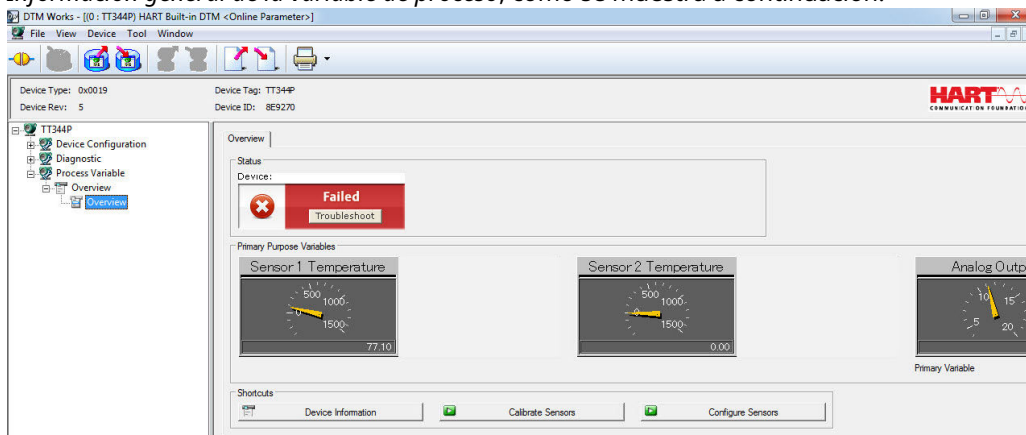 Información general de la variable de proceso, como se muestra a continuación.
DTM Works - [(0 : TT344P) HART Built-in DTM <Online Parameter>]
File View Device Tool Window
Device Type: 0x0019 Device Tag: TT344P
Device Rev: 5 Device ID: 8E9270
HART
COMMUNICATION FOUNDATIO
TT344P
Device Configuration
Diagnostic
Process Variable
Overview
Overview
Overview
Status
Device:
Failed
Troubleshoot
Primary Purpose Variables
Sensor 1 Temperature Sensor 2 Temperature Analog Outp
0 500 1000 1500 0 500 1000 1500 5 10 15 20
77.10 0.00
Primary Variable
Shortcuts
Device Information Calibrate Sensors Configure Sensors